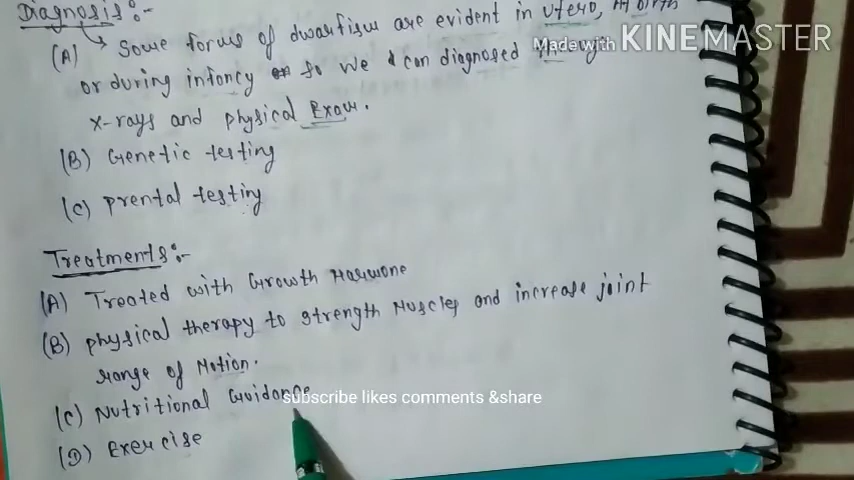 Diagnosis:-
(A) Some forms of dwarfism are evident in utero, At birth
or during infancy so we can diagnosed through
X-rays and physical Exam.
(B) Genetic testing
(C) prental testing
Treatments:-
(A) Treated with Growth Harmone
(B) physical therapy to strength Muscles and increase joint
range of Motion.
(C) Nutritional Guidance
(D) Exercise
Made with KINEMASTER
subscribe likes comments &share